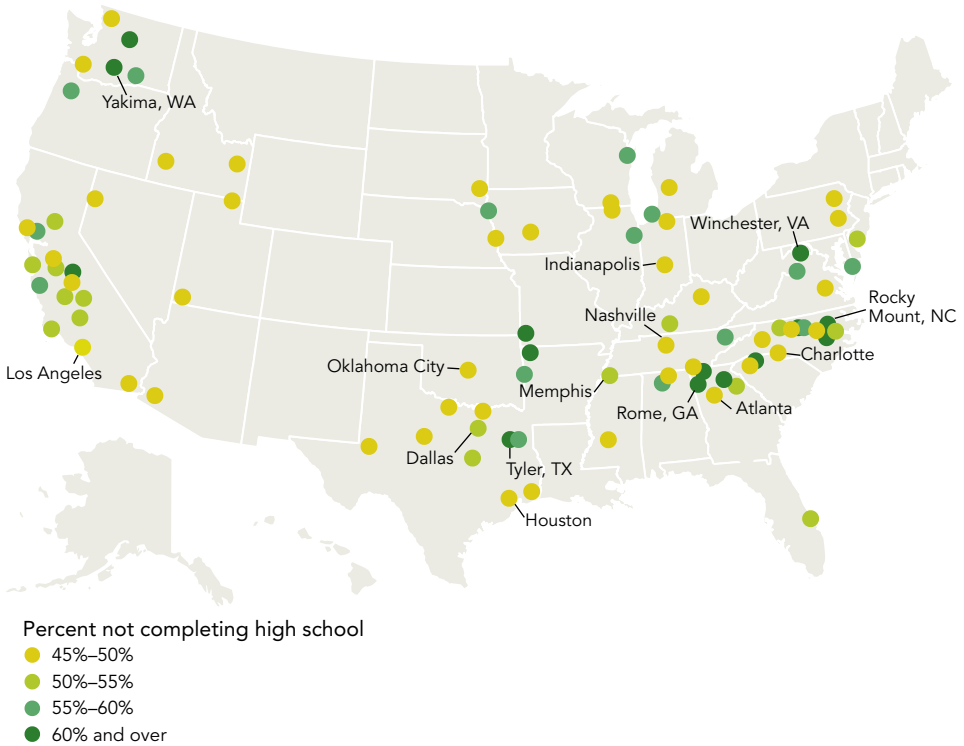 Yakima, WA
Winchester, VA
Indianapolis
Rocky
Mount, NC
Nashville
Charlotte
Oklahoma City
Los Angeles
Memphis
Rome, GA
Atlanta
Dallas
Tyler, TX
Houston
Percent not completing high school
45%–50%
50%–55%
55%–60%
60% and over